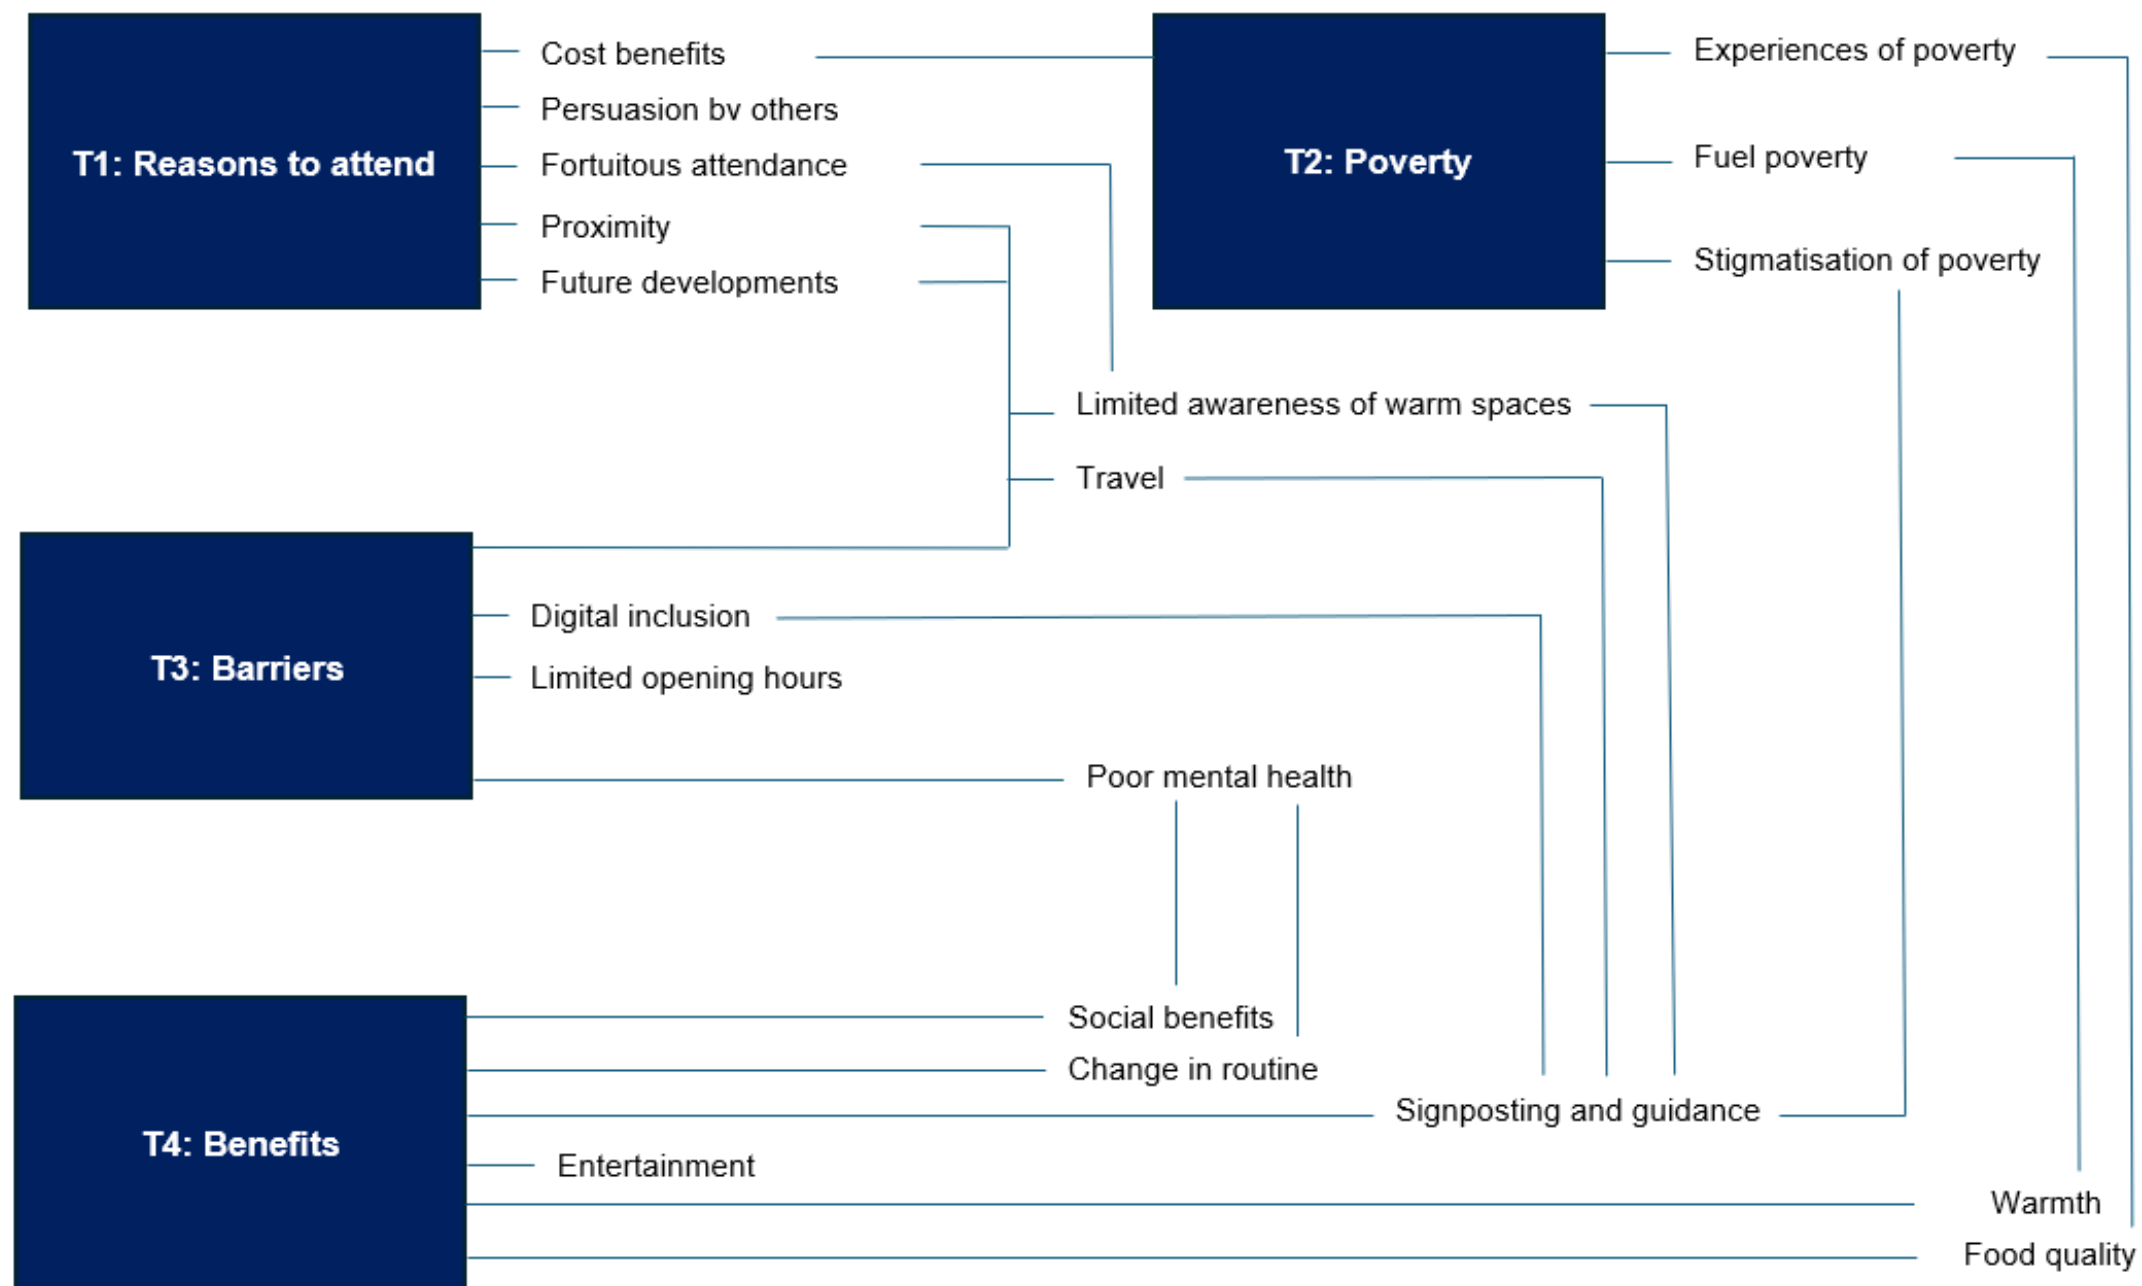 T1: Reasons to attend
Cost benefits
Persuasion bv others
Fortuitous attendance
Proximity
Future developments
T2: Poverty
Experiences of poverty
Fuel poverty
Stigmatisation of poverty
Limited awareness of warm spaces
Travel
T3: Barriers
Digital inclusion
Limited opening hours
Poor mental health
T4: Benefits
Social benefits
Change in routine
Signposting and guidance
Entertainment
Warmth
Food quality